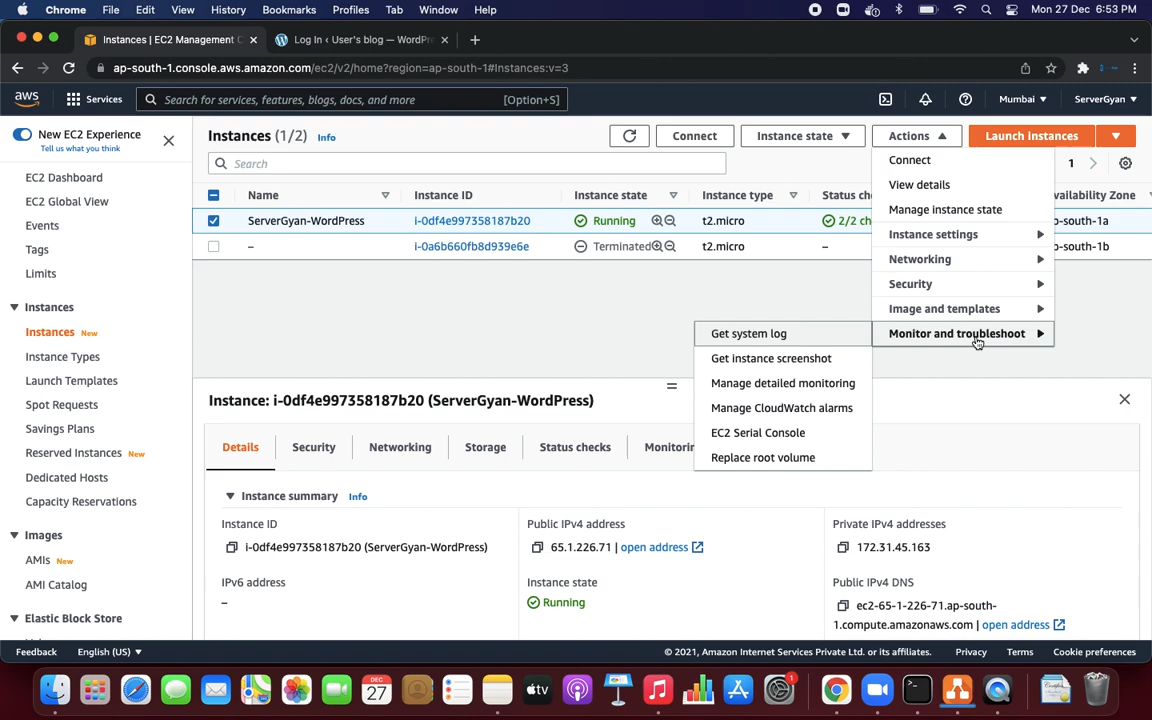 Chrome File Edit View History Bookmarks Profiles Tab Window Help Mon 27 Dec 6:53 PM
Instances | EC2 Management C Log In ‹ User's blog — WordPr
ap-south-1.console.aws.amazon.com/ec2/v2/home?region=ap-south-1#Instances:v=3
aws Services Search for services, features, blogs, docs, and more [Option+S] Mumbai ServerGyan
New EC2 Experience
Tell us what you think
EC2 Dashboard
EC2 Global View
Events
Tags
Limits
Instances
Instances New
Instance Types
Launch Templates
Spot Requests
Savings Plans
Reserved Instances New
Dedicated Hosts
Capacity Reservations
Images
AMIs New
AMI Catalog
Elastic Block Store
Instances (1/2) Info Connect Instance state Actions Launch instances
Search 1
Name Instance ID Instance state Instance type Status che vailability Zone
ServerGyan-WordPress i-0df4e997358187b20 Running t2.micro 2/2 ch p-south-1a
– i-0a6b660fb8d939e6e Terminated t2.micro – p-south-1b
Connect
View details
Manage instance state
Instance settings
Networking
Security
Image and templates
Monitor and troubleshoot
Get system log
Get instance screenshot
Manage detailed monitoring
Manage CloudWatch alarms
EC2 Serial Console
Replace root volume
Instance: i-0df4e997358187b20 (ServerGyan-WordPress)
Details Security Networking Storage Status checks Monitorin
Instance summary Info
Instance ID
i-0df4e997358187b20 (ServerGyan-WordPress)
IPv6 address
–
Public IPv4 address
65.1.226.71 | open address
Instance state
Running
Private IPv4 addresses
172.31.45.163
Public IPv4 DNS
ec2-65-1-226-71.ap-south-
1.compute.amazonaws.com | open address
Feedback English (US) © 2021, Amazon Internet Services Private Ltd. or its affiliates. Privacy Terms Cookie preferences
DEC
27
tv
1